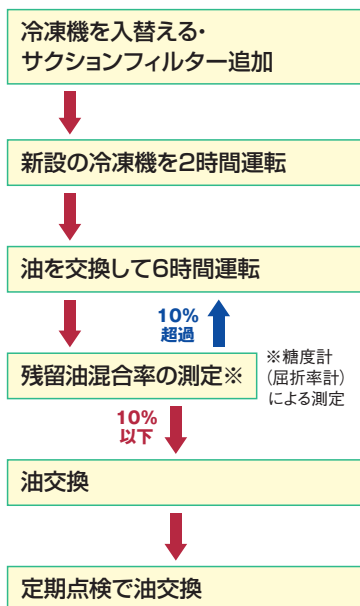 冷凍機を入替える・
サクションフィルター追加
新設の冷凍機を2時間運転
油を交換して6時間運転
10%
超過
残留油混合率の測定※
※糖度計
(屈折率計)
による測定
10%
以下
油交換
定期点検で油交換